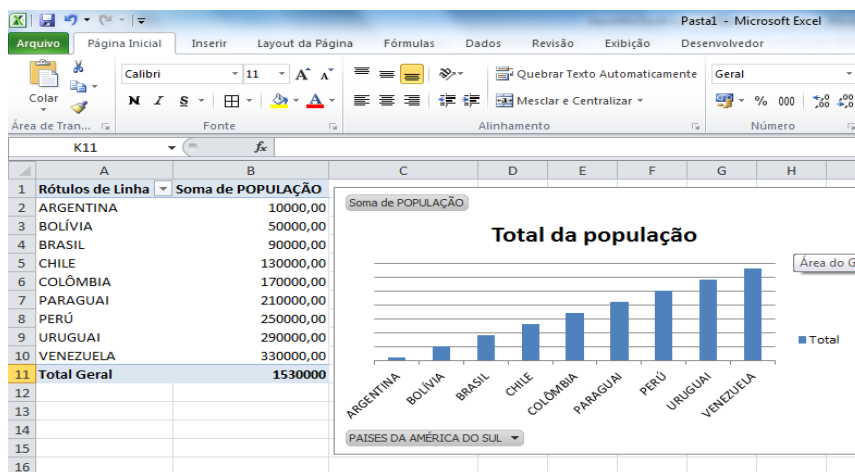 Pasta1 - Microsoft Excel
Arquivo Página Inicial Inserir Layout da Página Fórmulas Dados Revisão Exibição Desenvolvedor
Colar
Calibri 11 A A
Quebrar Texto Automaticamente
Geral
N I S A
Mesclar e Centralizar
% 000 ,00 ,00
Área de Tran... Fonte Alinhamento Número
K11 fx
A B C D E F G H
1 Rótulos de Linha Soma de POPULAÇÃO
2 ARGENTINA 10000,00
3 BOLÍVIA 50000,00
4 BRASIL 90000,00
5 CHILE 130000,00
6 COLÔMBIA 170000,00
7 PARAGUAI 210000,00
8 PERÚ 250000,00
9 URUGUAI 290000,00
10 VENEZUELA 330000,00
11 Total Geral 1530000
12
13
14
15
16
Soma de POPULAÇÃO
Total da população
Área do G
Total
ARGENTINA BOLÍVIA BRASIL CHILE COLÔMBIA PARAGUAI PERÚ URUGUAI VENEZUELA
PAISES DA AMÉRICA DO SUL